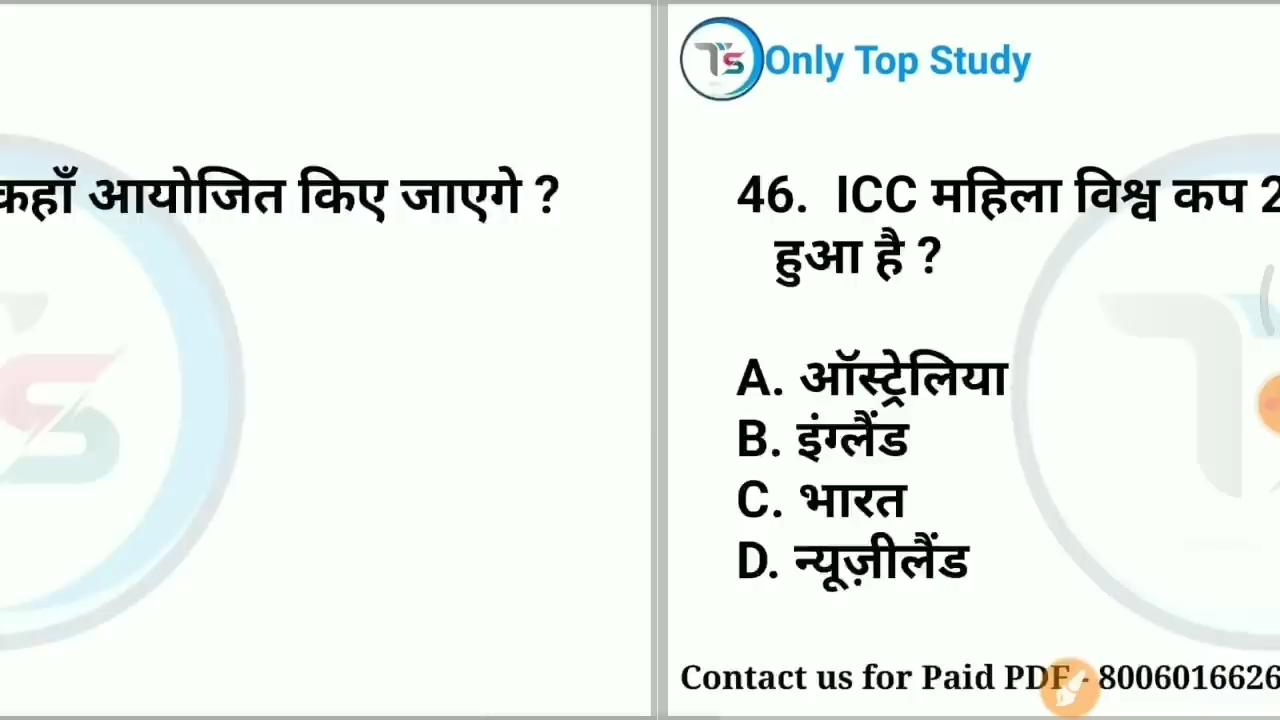 कहाँ आयोजित किए जाएगे ?
TS Only Top Study
46. ICC महिला विश्व कप 2
हुआ है ?
A. ऑस्ट्रेलिया
B. इंग्लैंड
C. भारत
D. न्यूज़ीलैंड
Contact us for Paid PDF - 8006016626